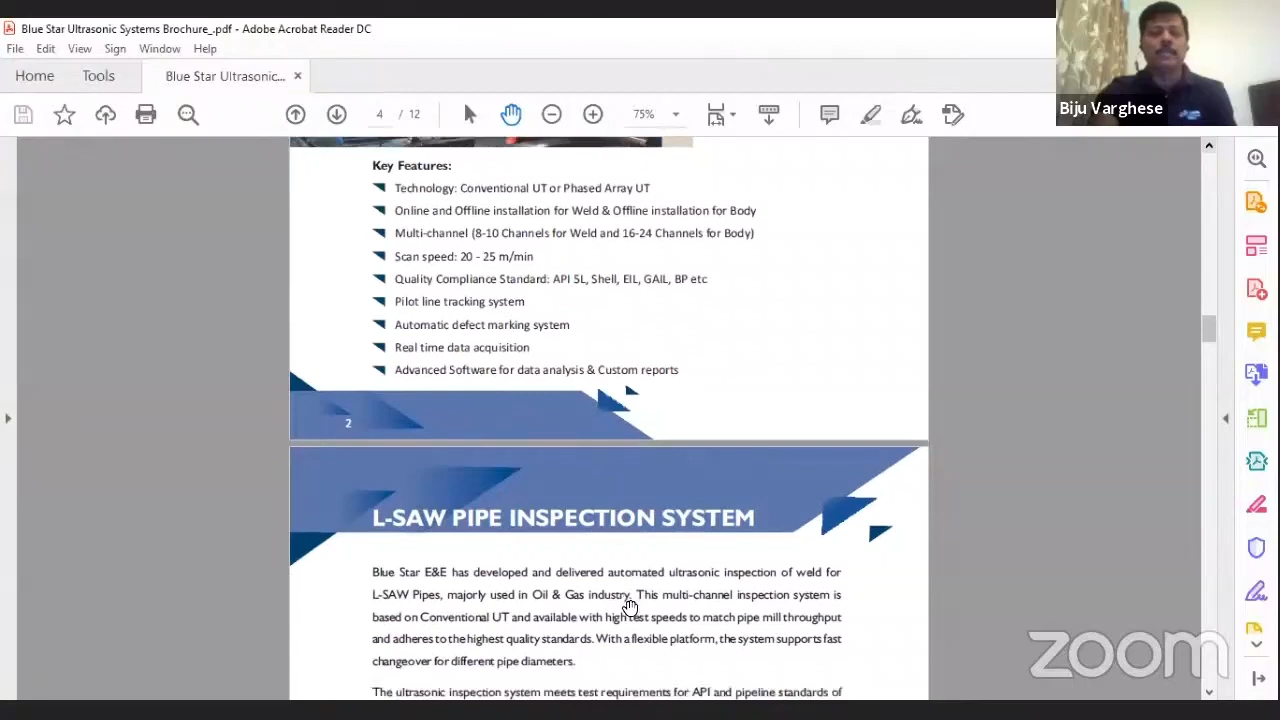 Blue Star Ultrasonic Systems Brochure_.pdf - Adobe Acrobat Reader DC
File Edit View Sign Window Help
Home Tools Blue Star Ultrasonic... ×
4 / 12 75%
Biju Varghese
Key Features:
Technology: Conventional UT or Phased Array UT
Online and Offline installation for Weld & Offline installation for Body
Multi-channel (8-10 Channels for Weld and 16-24 Channels for Body)
Scan speed: 20 - 25 m/min
Quality Compliance Standard: API 5L, Shell, EIL, GAIL, BP etc
Pilot line tracking system
Automatic defect marking system
Real time data acquisition
Advanced Software for data analysis & Custom reports
2
L-SAW PIPE INSPECTION SYSTEM
Blue Star E&E has developed and delivered automated ultrasonic inspection of weld for
L-SAW Pipes, majorly used in Oil & Gas industry. This multi-channel inspection system is
based on Conventional UT and available with high test speeds to match pipe mill throughput
and adheres to the highest quality standards. With a flexible platform, the system supports fast
changeover for different pipe diameters.
The ultrasonic inspection system meets test requirements for API and pipeline standards of
zoom